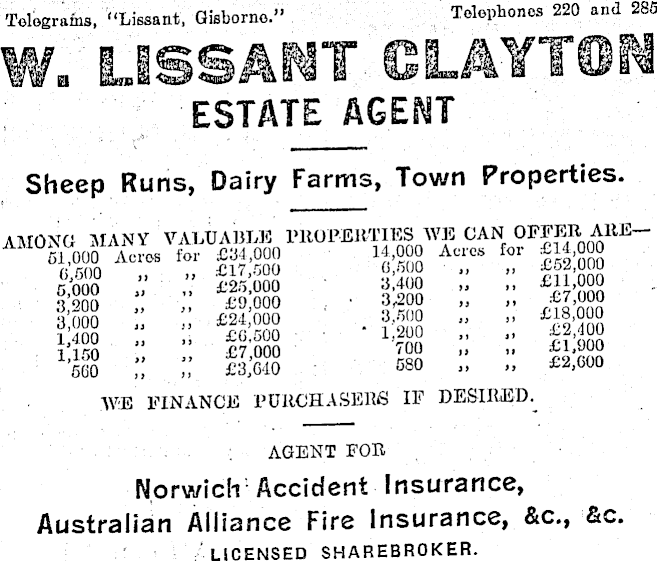 Telegrams, "Lissant, Gisborne." Telephones 220 and 285
W. LISSANT CLAYTON
ESTATE AGENT
Sheep Runs, Dairy Farms, Town Properties.
AMONG MANY VALUABLE PROPERTIES WE CAN OFFER ARE—
51,000 Acres for £34,000 14,000 Acres for £14,000
6,500 ,, ,, £17,500 6,500 ,, ,, £52,000
5,000 ,, ,, £25,000 3,400 ,, ,, £11,000
3,200 ,, ,, £9,000 3,200 ,, ,, £7,000
3,000 ,, ,, £24,000 3,500 ,, ,, £18,000
1,400 ,, ,, £6,500 1,200 ,, ,, £2,400
1,150 ,, ,, £7,000 700 ,, ,, £1,900
560 ,, ,, £3,640 580 ,, ,, £2,600
WE FINANCE PURCHASERS IF DESIRED.
AGENT FOR
Norwich Accident Insurance,
Australian Alliance Fire Insurance, &c., &c.
LICENSED SHAREBROKER.